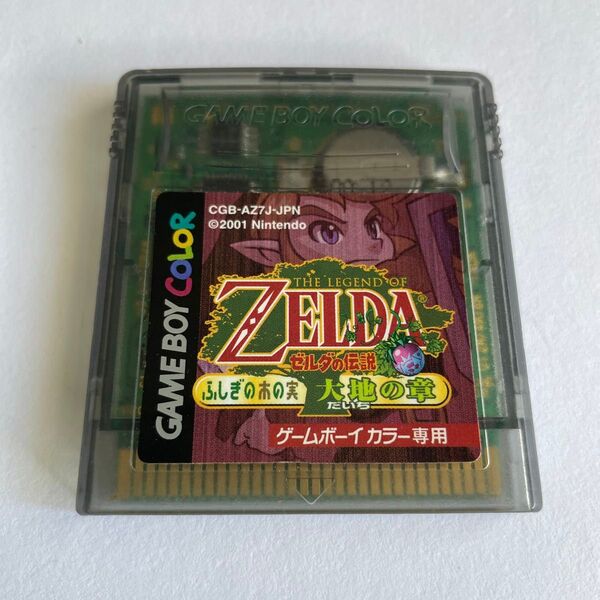 GAME BOY COLOR
CGB-AZ7J-JPN
©2001 Nintendo
GAME BOY COLOR
THE LEGEND OF
ZELDA®
ゼルダの伝説
ふしぎの木の実
大地の章
だいち
ゲームボーイ カラー専用